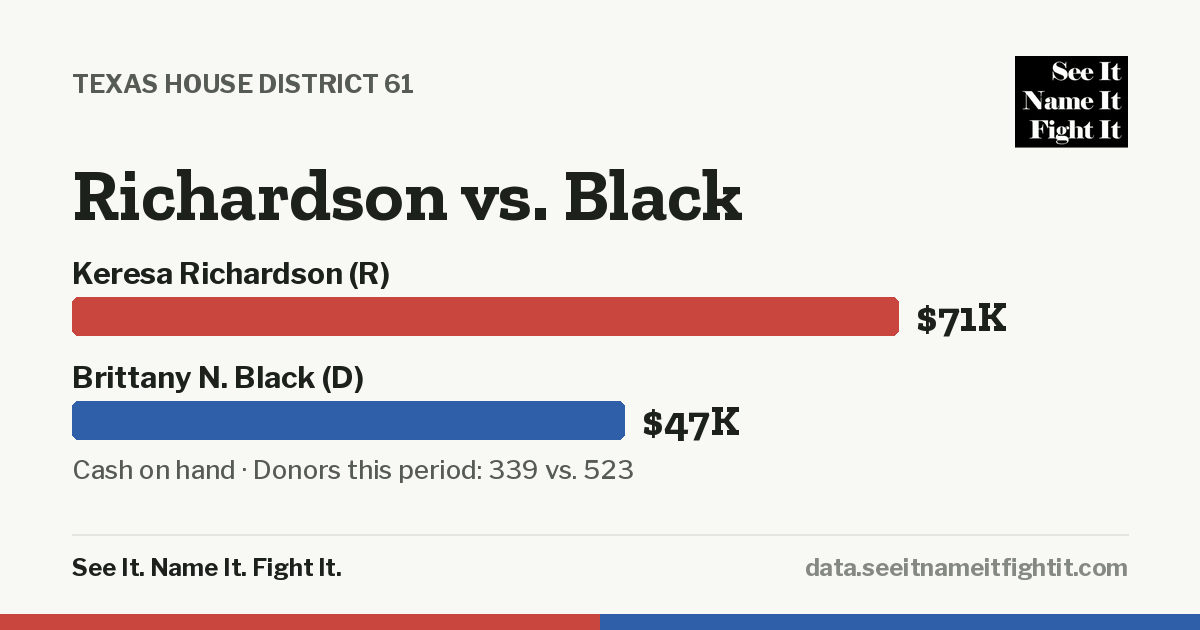 TEXAS HOUSE DISTRICT 61
See It
Name It
Fight It
Richardson vs. Black
Keresa Richardson (R)
$71K
Brittany N. Black (D)
$47K
Cash on hand · Donors this period: 339 vs. 523
See It. Name It. Fight It.
data.seeitnameitfightit.com